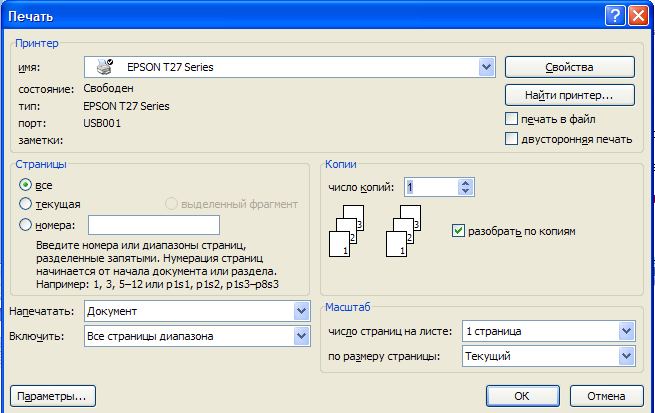 Печать
Принтер
имя:
EPSON T27 Series
Свойства
состояние:
Свободен
Найти принтер...
тип:
EPSON T27 Series
порт:
USB001
печать в файл
заметки:
двусторонняя печать
Страницы
все
текущая
выделенный фрагмент
номера:
Введите номера или диапазоны страниц,
разделенные запятыми. Нумерация страниц
начинается от начала документа или раздела.
Например: 1, 3, 5–12 или p1s1, p1s2, p1s3–p8s3
Копии
число копий:
1
3
2
1
3
2
1
разобрать по копиям
Напечатать:
Документ
Включить:
Все страницы диапазона
Масштаб
число страниц на листе:
1 страница
по размеру страницы:
Текущий
Параметры...
ОК
Отмена